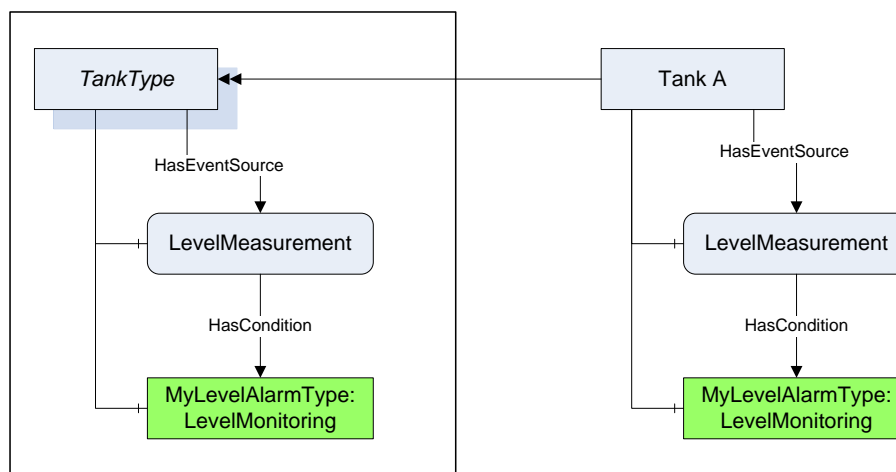 TankType
Tank A
HasEventSource
HasEventSource
LevelMeasurement
LevelMeasurement
HasCondition
HasCondition
MyLevelAlarmType:
LevelMonitoring
MyLevelAlarmType:
LevelMonitoring